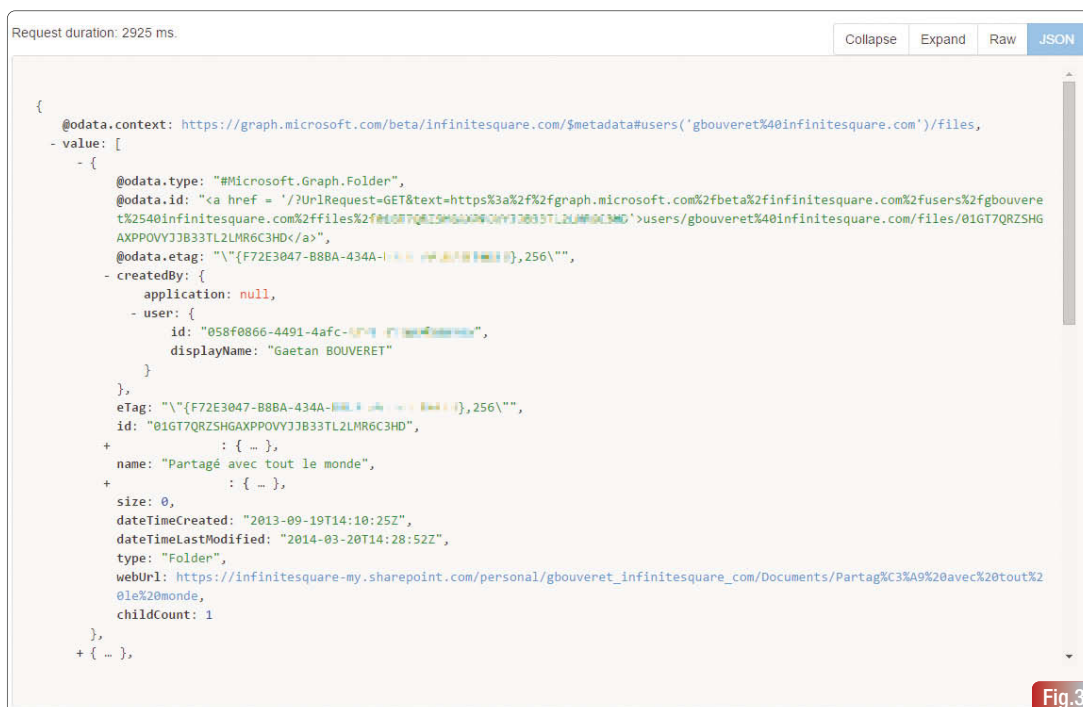 Request duration: 2925 ms.
Collapse Expand Raw JSON
{
@odata.context: https://graph.microsoft.com/beta/infinitesquare.com/$metadata#users('gbouveret%40infinitesquare.com')/files,
- value: [
- {
@odata.type: "#Microsoft.Graph.Folder",
@odata.id: "<a href = '/?UrlRequest=GET&text=https%3a%2f%2fgraph.microsoft.com%2fbeta%2finfinitesquare.com%2fusers%2fgbouvere
t%2540infinitesquare.com%2ffiles%2f'>users/gbouveret%40infinitesquare.com/files/01GT7QRZSHG
AXPPOVYJJB33TL2LMR6C3HD</a>",
@odata.etag: "\"{F72E3047-B8BA-434A-},256\"",
- createdBy: {
application: null,
- user: {
id: "058f0866-4491-4afc-",
displayName: "Gaetan BOUVERET"
}
},
eTag: "\"{F72E3047-B8BA-434A-},256\"",
id: "01GT7QRZSHGAXPPOVYJJB33TL2LMR6C3HD",
+ : { … },
name: "Partagé avec tout le monde",
+ : { … },
size: 0,
dateTimeCreated: "2013-09-19T14:10:25Z",
dateTimeLastModified: "2014-03-20T14:28:52Z",
type: "Folder",
webUrl: https://infinitesquare-my.sharepoint.com/personal/gbouveret_infinitesquare_com/Documents/Partag%C3%A9%20avec%20tout%2
0le%20monde,
childCount: 1
},
+ { … },
Fig.3